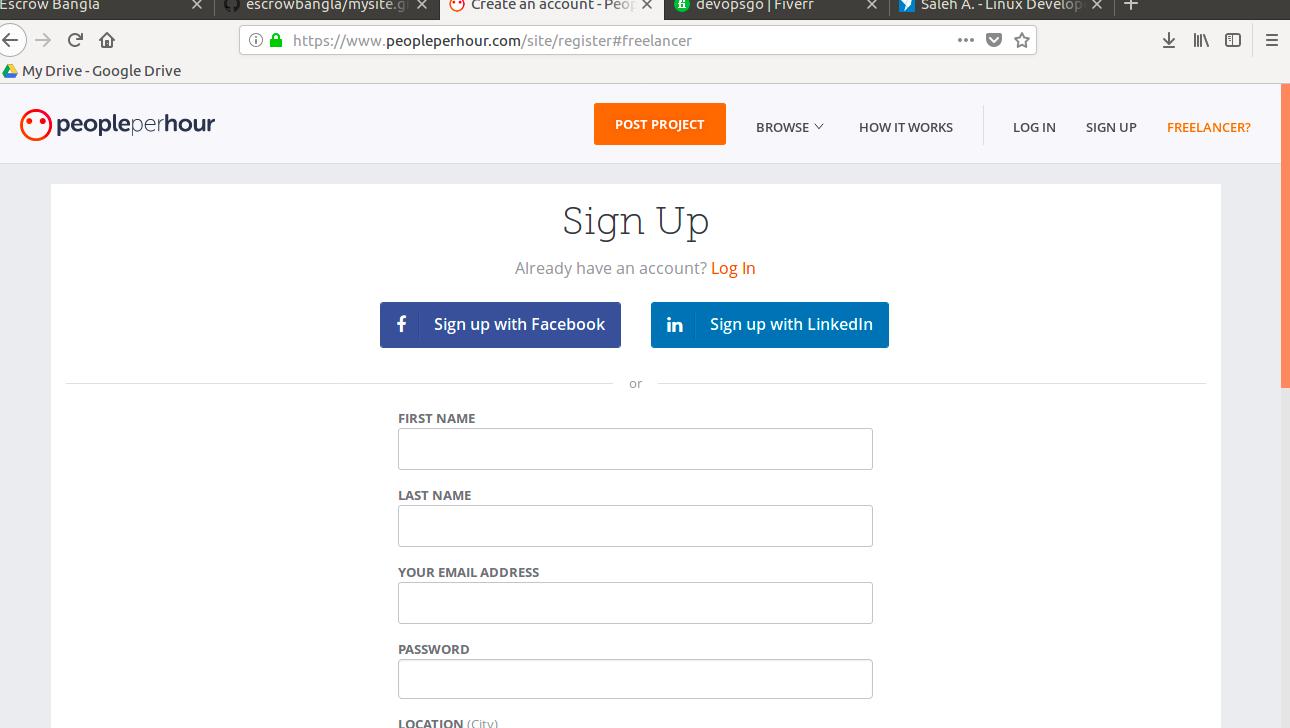 Escrow Bangla
escrowbangla/mysite.g
Create an account - Peop
devopsgo | Fiverr
Saleh A. - Linux Develop
https://www.peopleperhour.com/site/register#freelancer
My Drive - Google Drive
peopleperhour
POST PROJECT
BROWSE
HOW IT WORKS
LOG IN
SIGN UP
FREELANCER?
Sign Up
Already have an account? Log In
f Sign up with Facebook
in Sign up with LinkedIn
or
FIRST NAME
LAST NAME
YOUR EMAIL ADDRESS
PASSWORD
LOCATION (City)